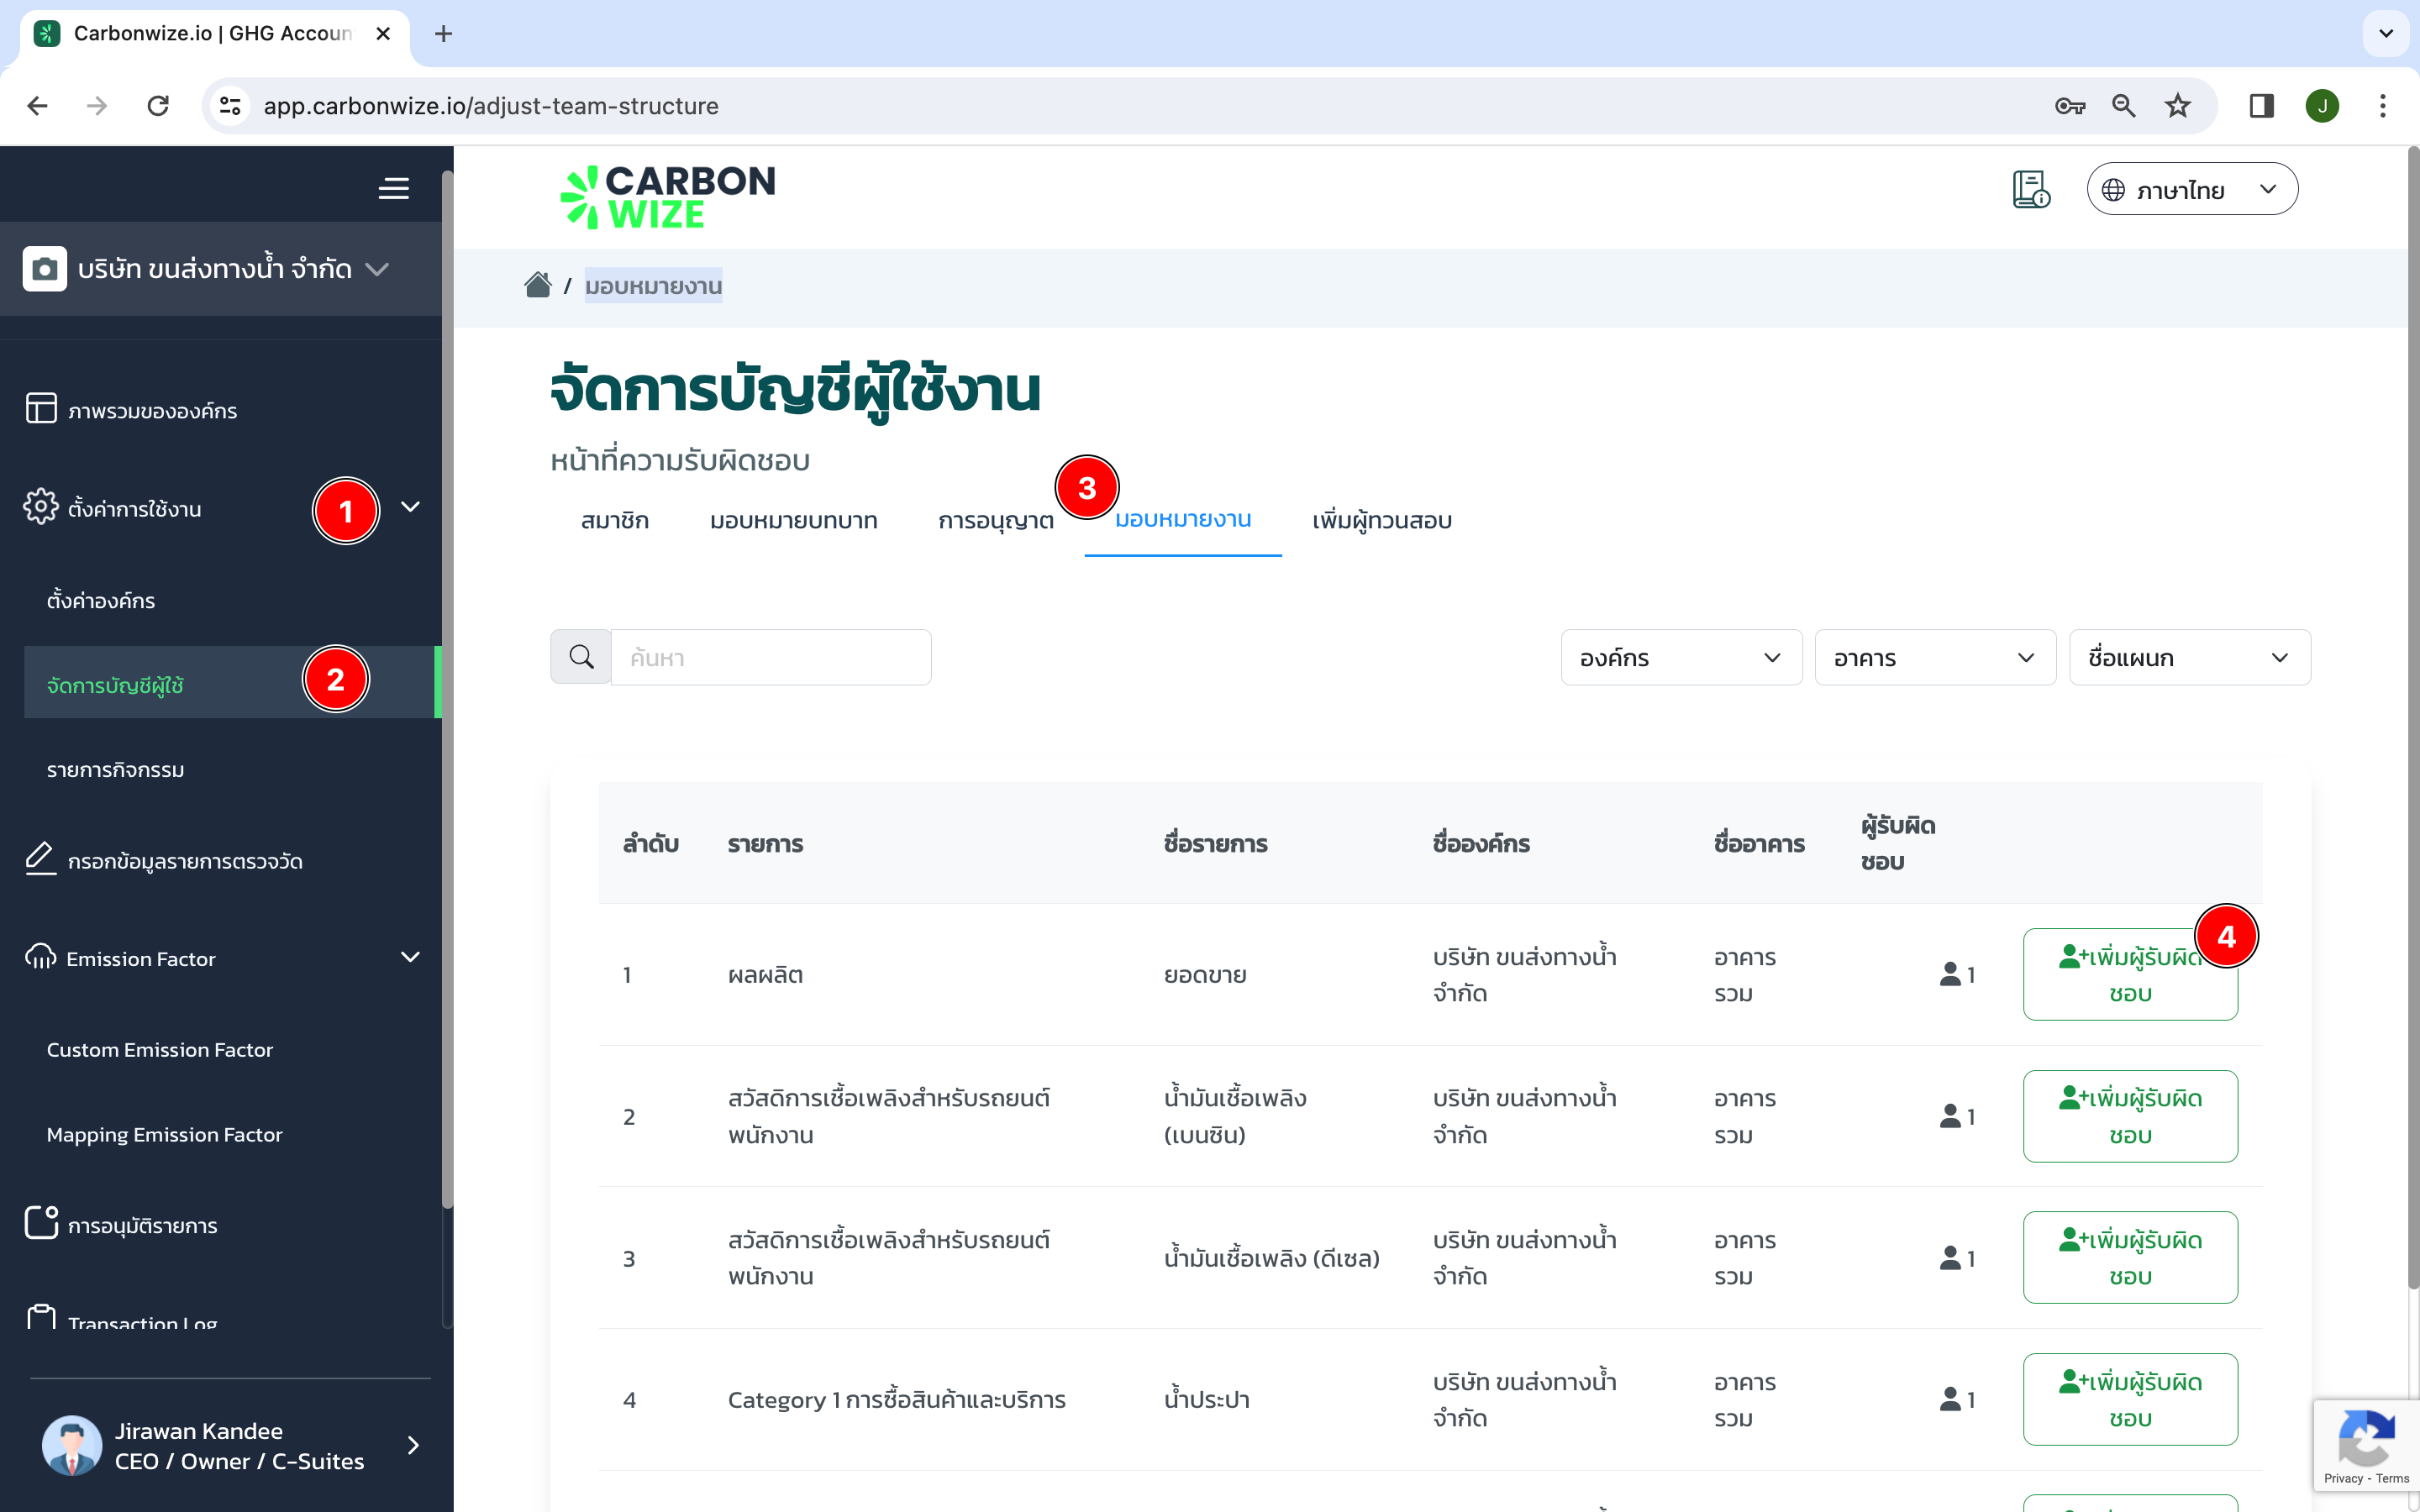 Carbonwize.io | GHG Accoun
app.carbonwize.io/adjust-team-structure
J
CARBON
WIZE
ภาษาไทย
บริษัท ขนส่งทางน้ำ จำกัด
/ มอบหมายงาน
ภาพรวมขององค์กร
ตั้งค่าการใช้งาน
1
ตั้งค่าองค์กร
จัดการบัญชีผู้ใช้
2
รายการกิจกรรม
กรอกข้อมูลรายการตรวจวัด
Emission Factor
Custom Emission Factor
Mapping Emission Factor
การอนุมัติรายการ
Transaction Log
Jirawan Kandee
CEO / Owner / C-Suites
จัดการบัญชีผู้ใช้งาน
หน้าที่ความรับผิดชอบ
3
สมาชิก มอบหมายบทบาท การอนุญาต มอบหมายงาน เพิ่มผู้ทวนสอบ
ค้นหา
องค์กร อาคาร ชื่อแผนก
ลำดับ รายการ ชื่อรายการ ชื่อองค์กร ชื่ออาคาร ผู้รับผิด
ชอบ
4
1 ผลผลิต ยอดขาย บริษัท ขนส่งทางน้ำ อาคาร 1 เพิ่มผู้รับผิด
จำกัด รวม ชอบ
2 สวัสดิการเชื้อเพลิงสำหรับรถยนต์ น้ำมันเชื้อเพลิง บริษัท ขนส่งทางน้ำ อาคาร 1 เพิ่มผู้รับผิด
พนักงาน (เบนซิน) จำกัด รวม ชอบ
3 สวัสดิการเชื้อเพลิงสำหรับรถยนต์ น้ำมันเชื้อเพลิง (ดีเซล) บริษัท ขนส่งทางน้ำ อาคาร 1 เพิ่มผู้รับผิด
พนักงาน จำกัด รวม ชอบ
4 Category 1 การซื้อสินค้าและบริการ น้ำประปา บริษัท ขนส่งทางน้ำ อาคาร 1 เพิ่มผู้รับผิด
จำกัด รวม ชอบ
Privacy - Terms